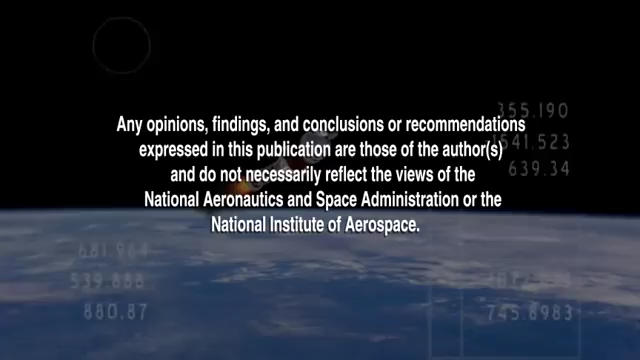 355.190
Any opinions, findings, and conclusions or recommendations
541.523
expressed in this publication are those of the author(s)
639.34
and do not necessarily reflect the views of the
National Aeronautics and Space Administration or the
National Institute of Aerospace.
681.964
539.888
880.87
745.8983